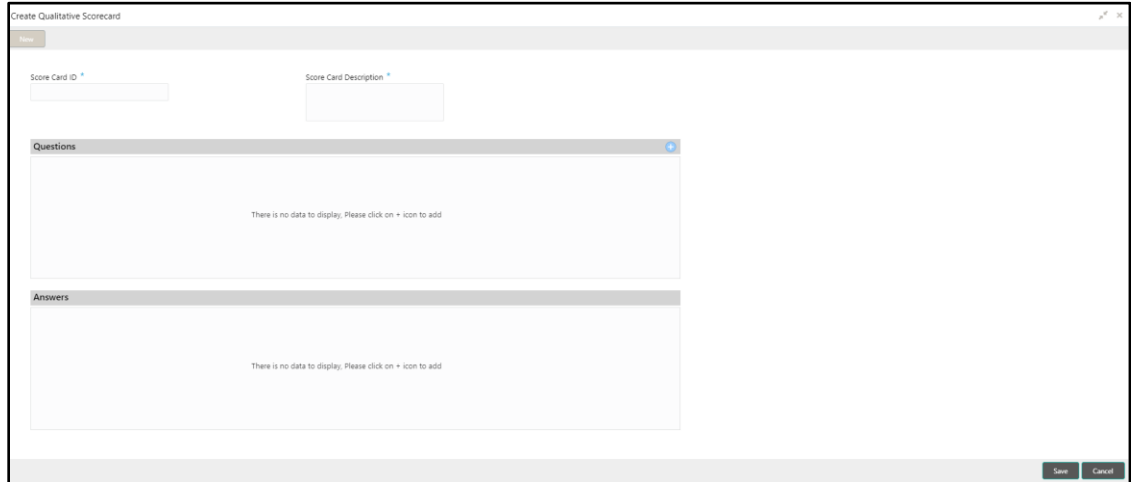 Create Qualitative Scorecard
New
Score Card ID *
Score Card Description *
Questions
There is no data to display, Please click on + icon to add
Answers
There is no data to display, Please click on + icon to add
Save Cancel